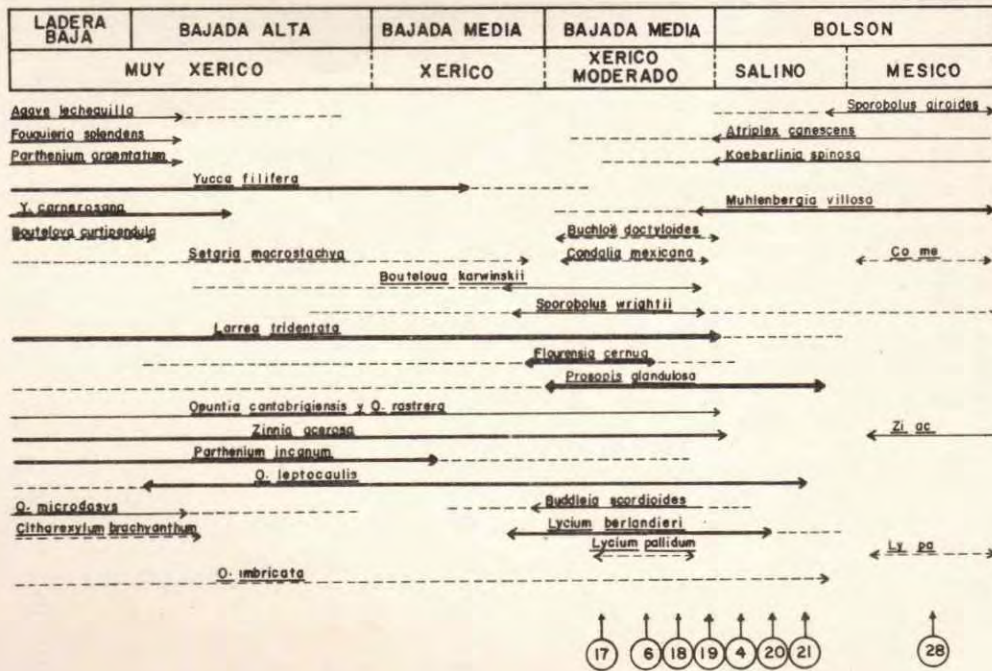 LADERA BAJA BAJADA ALTA BAJADA MEDIA BAJADA MEDIA BOLSON
MUY XERICO XERICO XERICO MODERADO SALINO MESICO
Agave lecheguilla Sporobolus airoides
Fouquieria splendens Atriplex canescens
Parthenium argentatum Koeberlinia spinosa
Yucca filifera
Y. carnerosana Muhlenbergia villosa
Bouteloua curtipendula Buchloë dactyloides
Setaria macrostachya Condalia mexicana Co me
Bouteloua karwinskii
Sporobolus wrightii
Larrea tridentata
Flourensia cernua
Prosopis glandulosa
Opuntia cantabrigiensis y O. rastrera
Zinnia acerosa Zi ac
Parthenium incanum
O. leptocaulis
O. microdasys Buddleia scordioides
Citharexylum brachyanthum Lycium berlandieri
Lycium pallidum Ly pa
O. imbricata
17 6 18 19 4 20 21 28